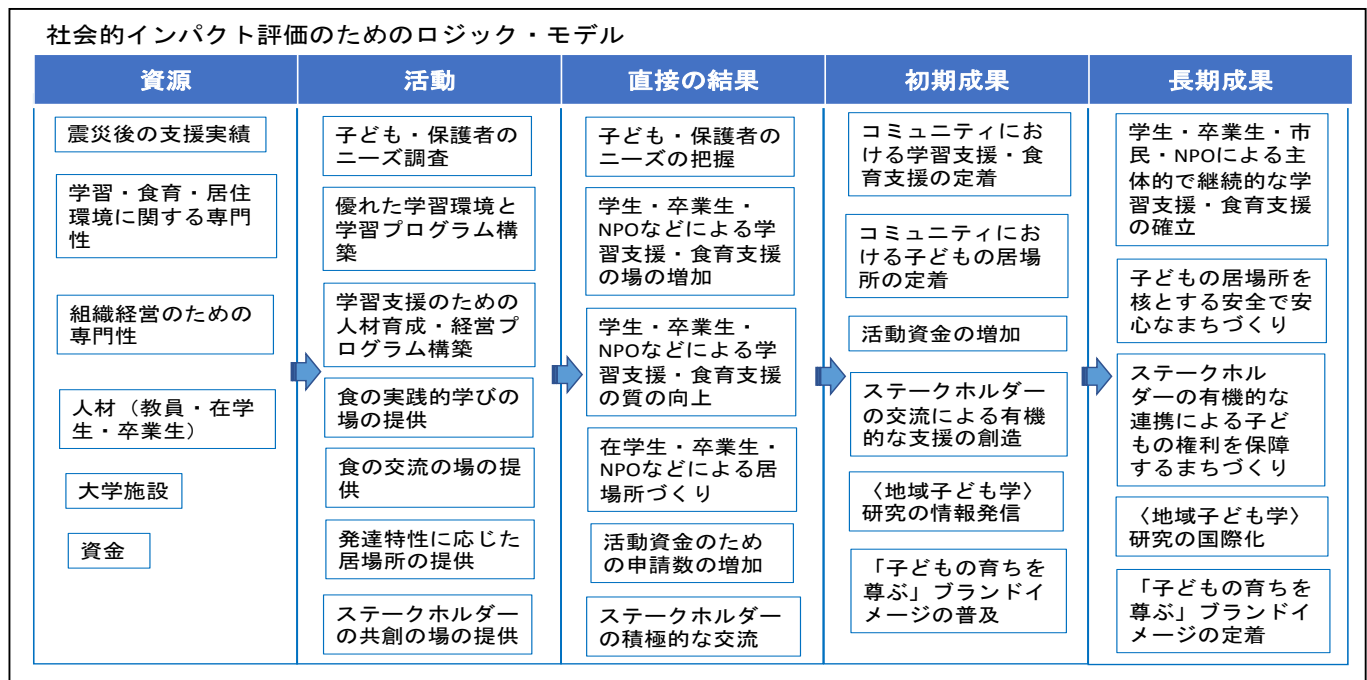 社会的インパクト評価のためのロジック・モデル
資源
震災後の支援実績
学習・食育・居住
環境に関する専門
性
組織経営のための
専門性
人材（教員・在学
生・卒業生）
大学施設
資金
活動
子ども・保護者の
ニーズ調査
優れた学習環境と
学習プログラム構
築
学習支援のための
人材育成・経営プ
ログラム構築
食の実践的学びの
場の提供
食の交流の場の提
供
発達特性に応じた
居場所の提供
ステークホルダー
の共創の場の提供
直接の結果
子ども・保護者の
ニーズの把握
学生・卒業生・
NPOなどによる学
習支援・食育支援
の場の増加
学生・卒業生・
NPOなどによる学
習支援・食育支援
の質の向上
在学生・卒業生・
NPOなどによる居
場所づくり
活動資金のため
の申請数の増加
ステークホルダー
の積極的な交流
初期成果
コミュニティにお
ける学習支援・食
育支援の定着
コミュニティにお
ける子どもの居場
所の定着
活動資金の増加
ステークホルダー
の交流による有機
的な支援の創造
〈地域子ども学〉
研究の情報発信
「子どもの育ちを
尊ぶ」ブランドイ
メージの普及
長期成果
学生・卒業生・市
民・NPOによる主
体的で継続的な学
習支援・食育支援
の確立
子どもの居場所を
核とする安全で安
心なまちづくり
ステークホル
ダーの有機的な
連携による子ど
もの権利を保障
するまちづくり
〈地域子ども学〉
研究の国際化
「子どもの育ちを
尊ぶ」ブランドイ
メージの定着